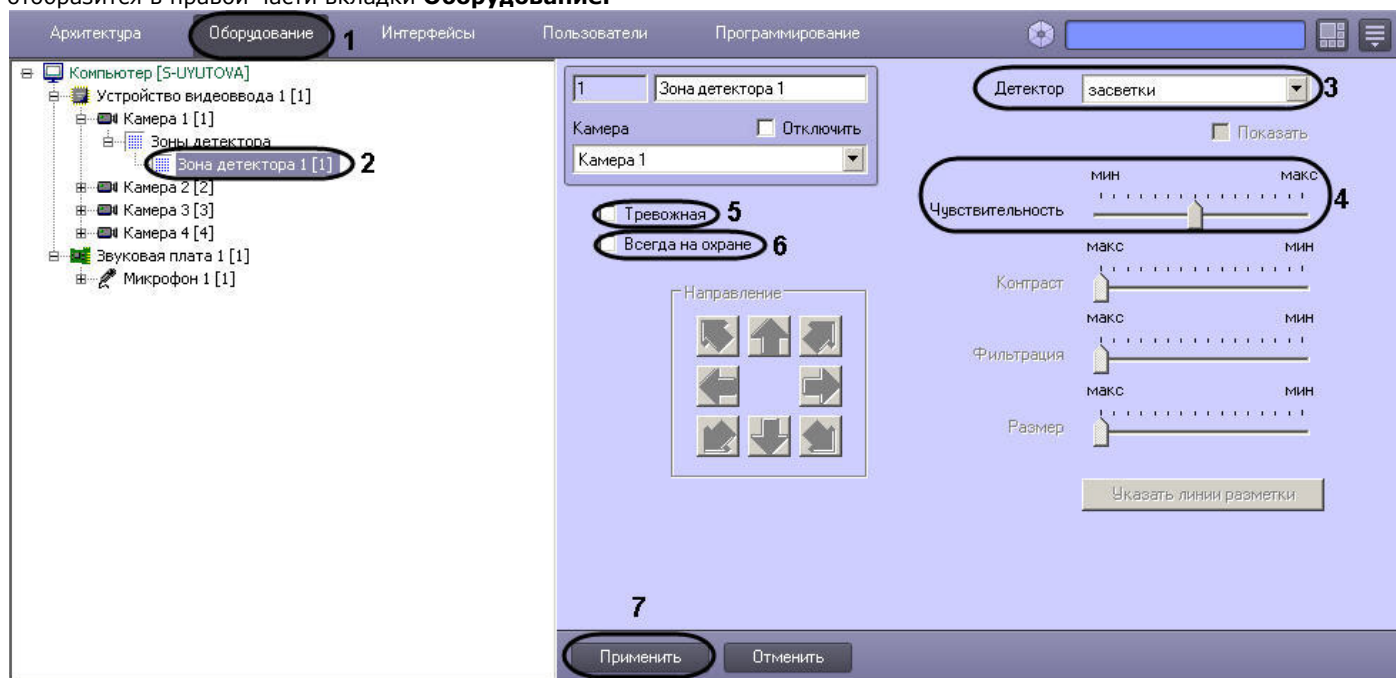 отобразится в правой части вкладки Оборудование.
Архитектура Оборудование 1 Интерфейсы Пользователи Программирование
Компьютер [S-UYUTOVA]
Устройство видеоввода 1 [1]
Камера 1 [1]
Зоны детектора
Зона детектора 1 [1] 2
Камера 2 [2]
Камера 3 [3]
Камера 4 [4]
Звуковая плата 1 [1]
Микрофон 1 [1]
1 Зона детектора 1
Камера Отключить
Камера 1
Тревожная 5
Всегда на охране 6
Направление
Детектор засветки 3
Показать
мин макс
Чувствительность 4
макс мин
Контраст
макс мин
Фильтрация
макс мин
Размер
Указать линии разметки
7
Применить Отменить